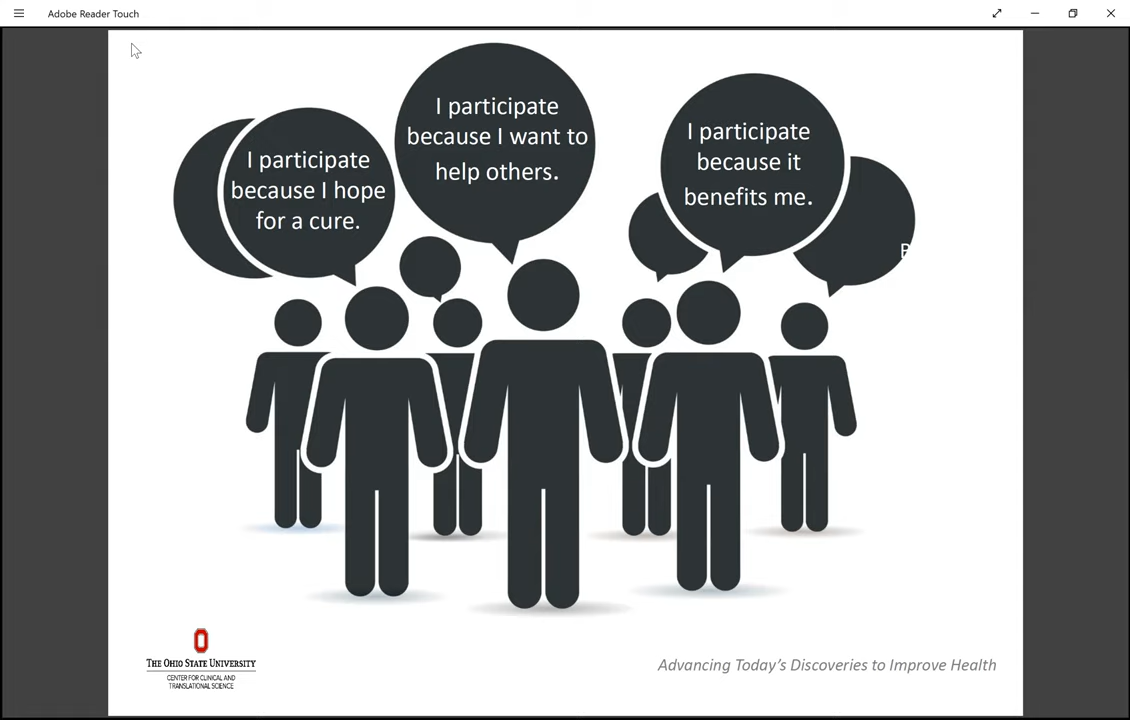 Adobe Reader Touch
I participate
because I want to
help others.
I participate
because it
benefits me.
I participate
because I hope
for a cure.
THE OHIO STATE UNIVERSITY
CENTER FOR CLINICAL AND
TRANSLATIONAL SCIENCE
Advancing Today's Discoveries to Improve Health